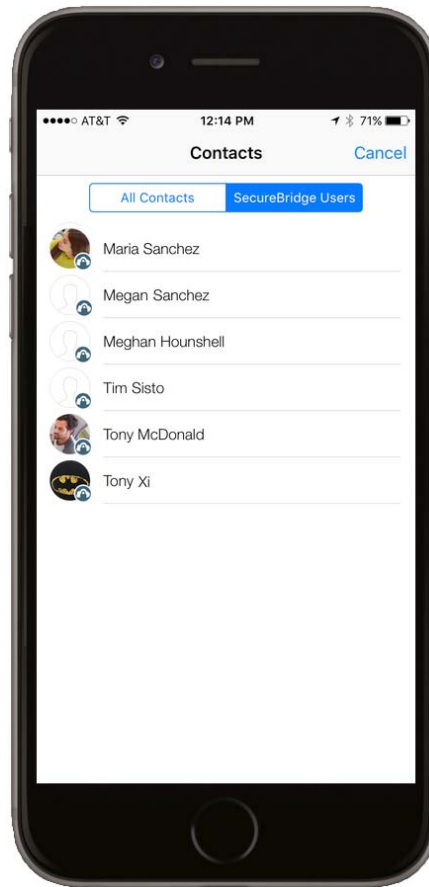 AT&T 12:14 PM 71%
Contacts Cancel
All Contacts SecureBridge Users
Maria Sanchez
Megan Sanchez
Meghan Hounshell
Tim Sisto
Tony McDonald
Tony Xi